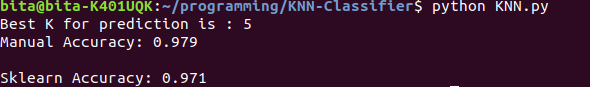 bita@bita-K401UQK:~/programming/KNN-Classifier$ python KNN.py
Best K for prediction is : 5
Manual Accuracy: 0.979
Sklearn Accuracy: 0.971